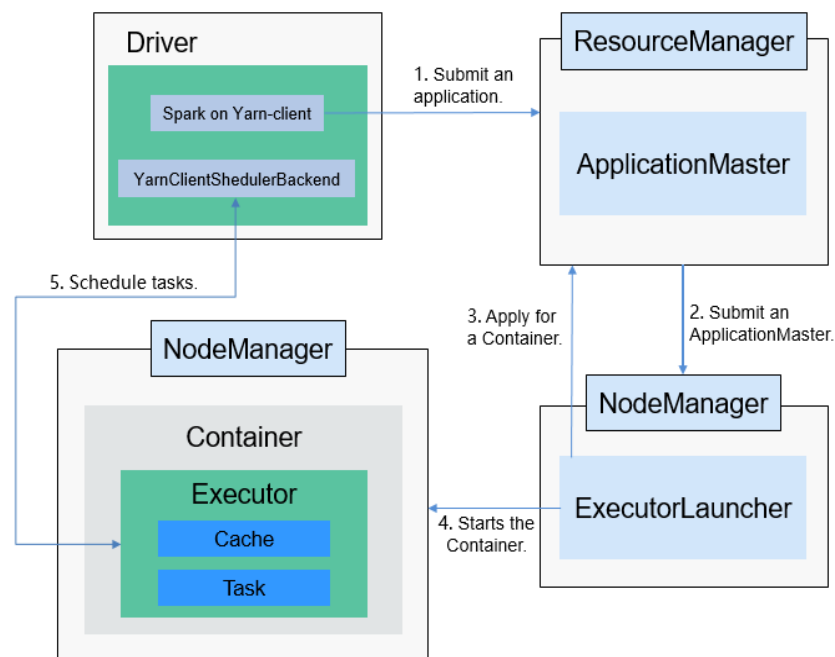 Driver
Spark on Yarn-client
YarnClientShedulerBackend
1. Submit an
application.
ResourceManager
ApplicationMaster
5. Schedule tasks.
3. Apply for
a Container.
2. Submit an
ApplicationMaster.
NodeManager
Container
Executor
Cache
Task
4. Starts the
Container.
NodeManager
ExecutorLauncher